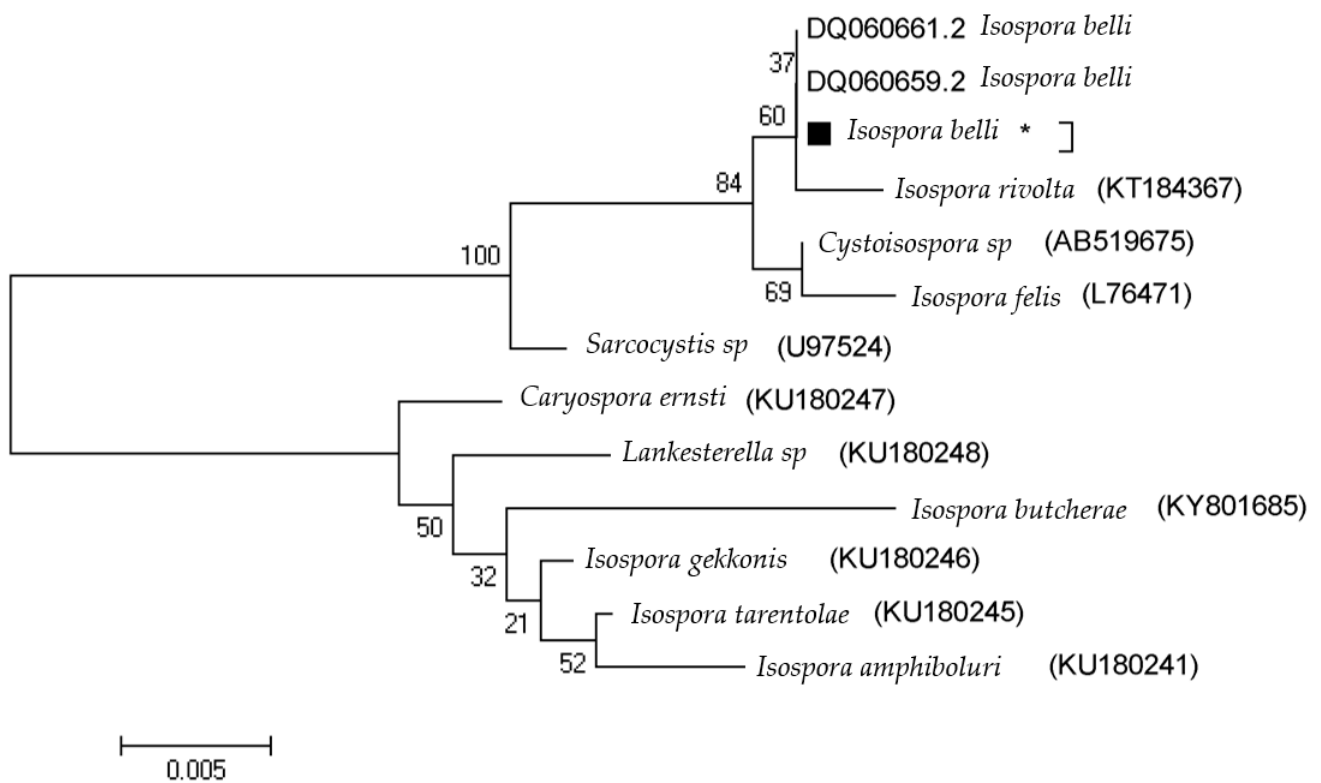 DQ060661.2 Isospora belli
37
DQ060659.2 Isospora belli
60
Isospora belli *
84
Isospora rivolta (KT184367)
100
Cystoisospora sp (AB519675)
69
Isospora felis (L76471)
Sarcocystis sp (U97524)
Caryospora ernsti (KU180247)
Lankesterella sp (KU180248)
50
Isospora butcherae (KY801685)
32
Isospora gekkonis (KU180246)
21
Isospora tarentolae (KU180245)
52
Isospora amphiboluri (KU180241)
0.005